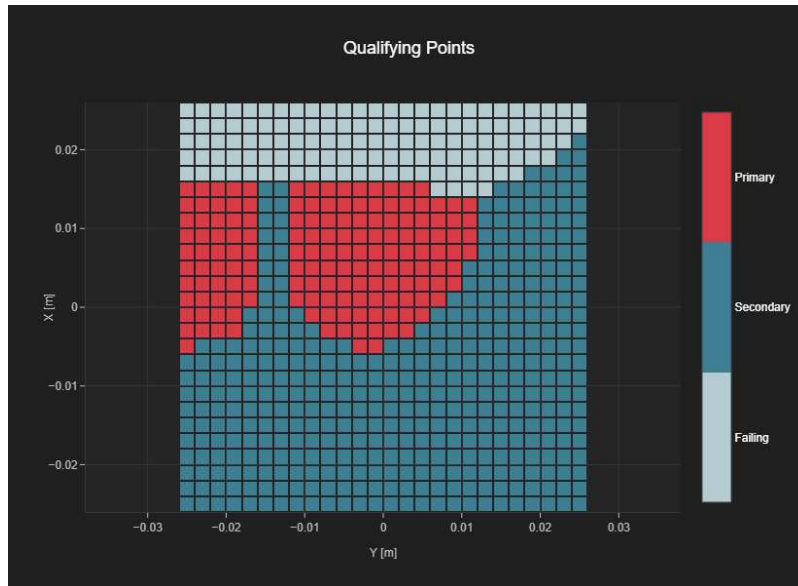 Qualifying Points
0.02
0.01
0
−0.01
−0.02
X [m]
−0.03
−0.02
−0.01
0
0.01
0.02
0.03
Y [m]
Primary
Secondary
Failing